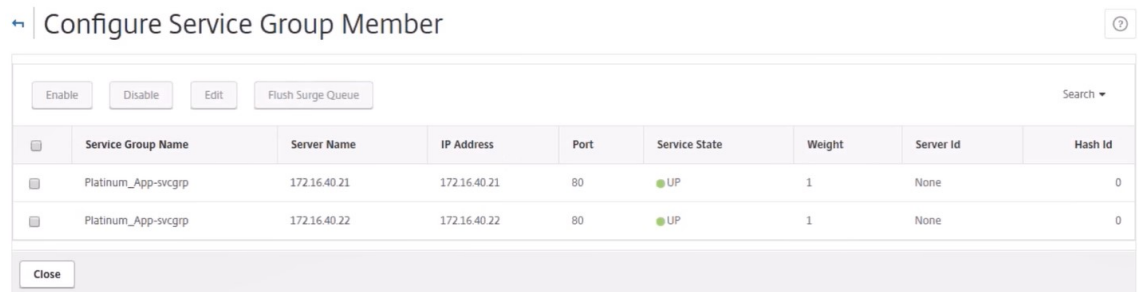 Configure Service Group Member
?
Enable Disable Edit Flush Surge Queue Search
Service Group Name Server Name IP Address Port Service State Weight Server Id Hash Id
Platinum_App-svcgrp 172.16.40.21 172.16.40.21 80 UP 1 None 0
Platinum_App-svcgrp 172.16.40.22 172.16.40.22 80 UP 1 None 0
Close